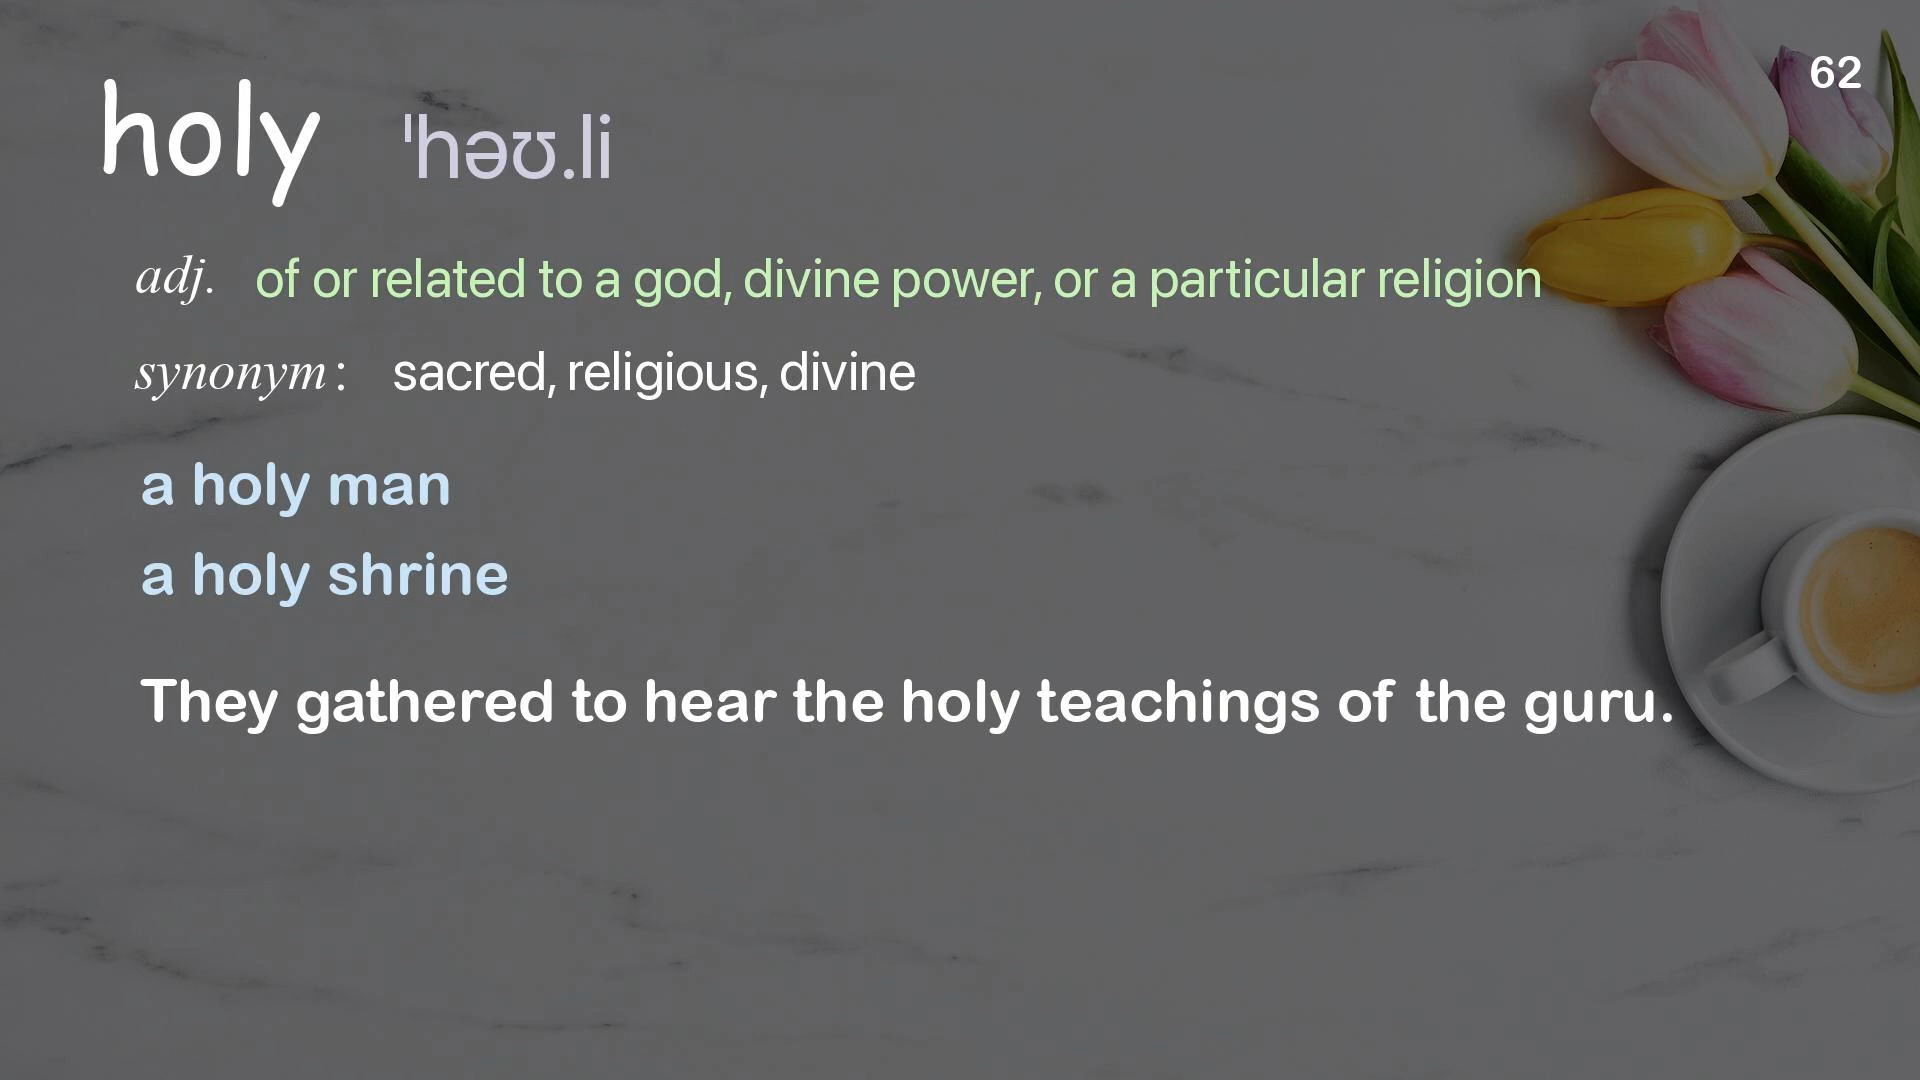 62
holy ˈhəʊ.li
adj. of or related to a god, divine power, or a particular religion
synonym: sacred, religious, divine
a holy man
a holy shrine
They gathered to hear the holy teachings of the guru.